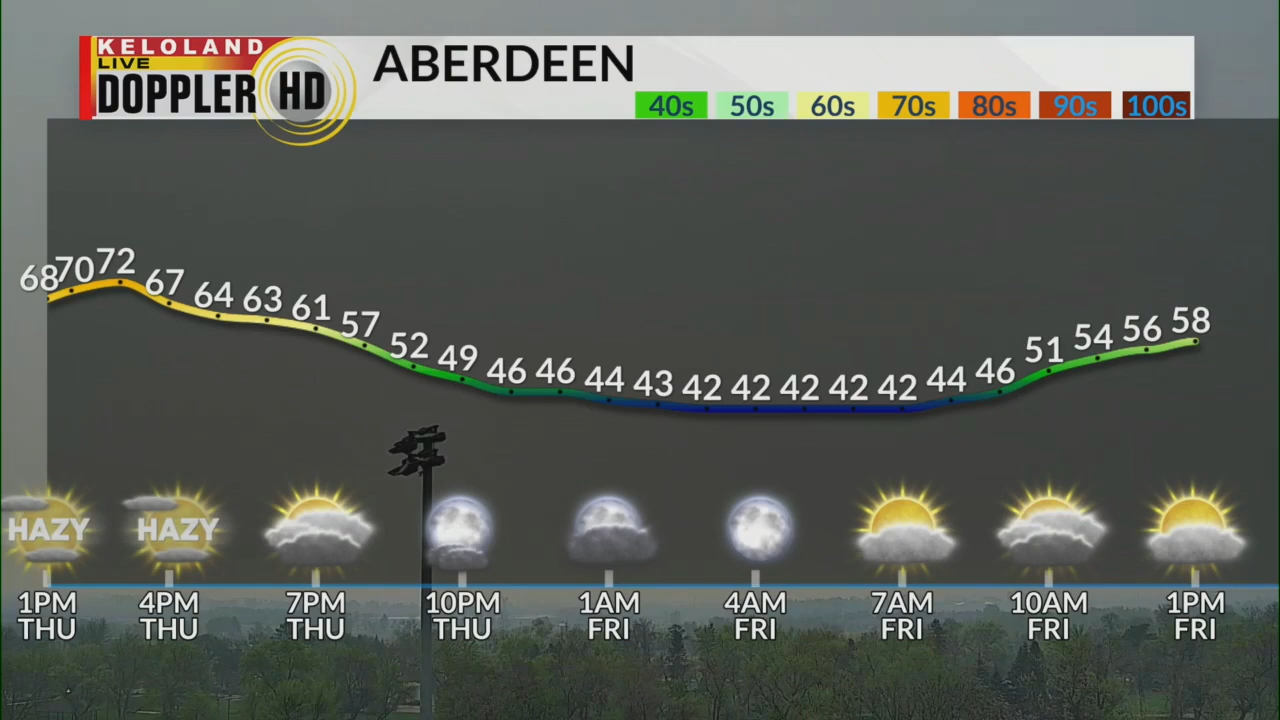 KELOLAND
LIVE
DOPPLER HD
ABERDEEN
40s 50s 60s 70s 80s 90s 100s
68 70 72 67 64 63 61 57 52 49 46 46 44 43 42 42 42 42 42 44 46 51 54 56 58
HAZY HAZY
1PM 4PM 7PM 10PM 1AM 4AM 7AM 10AM 1PM
THU THU THU THU FRI FRI FRI FRI FRI